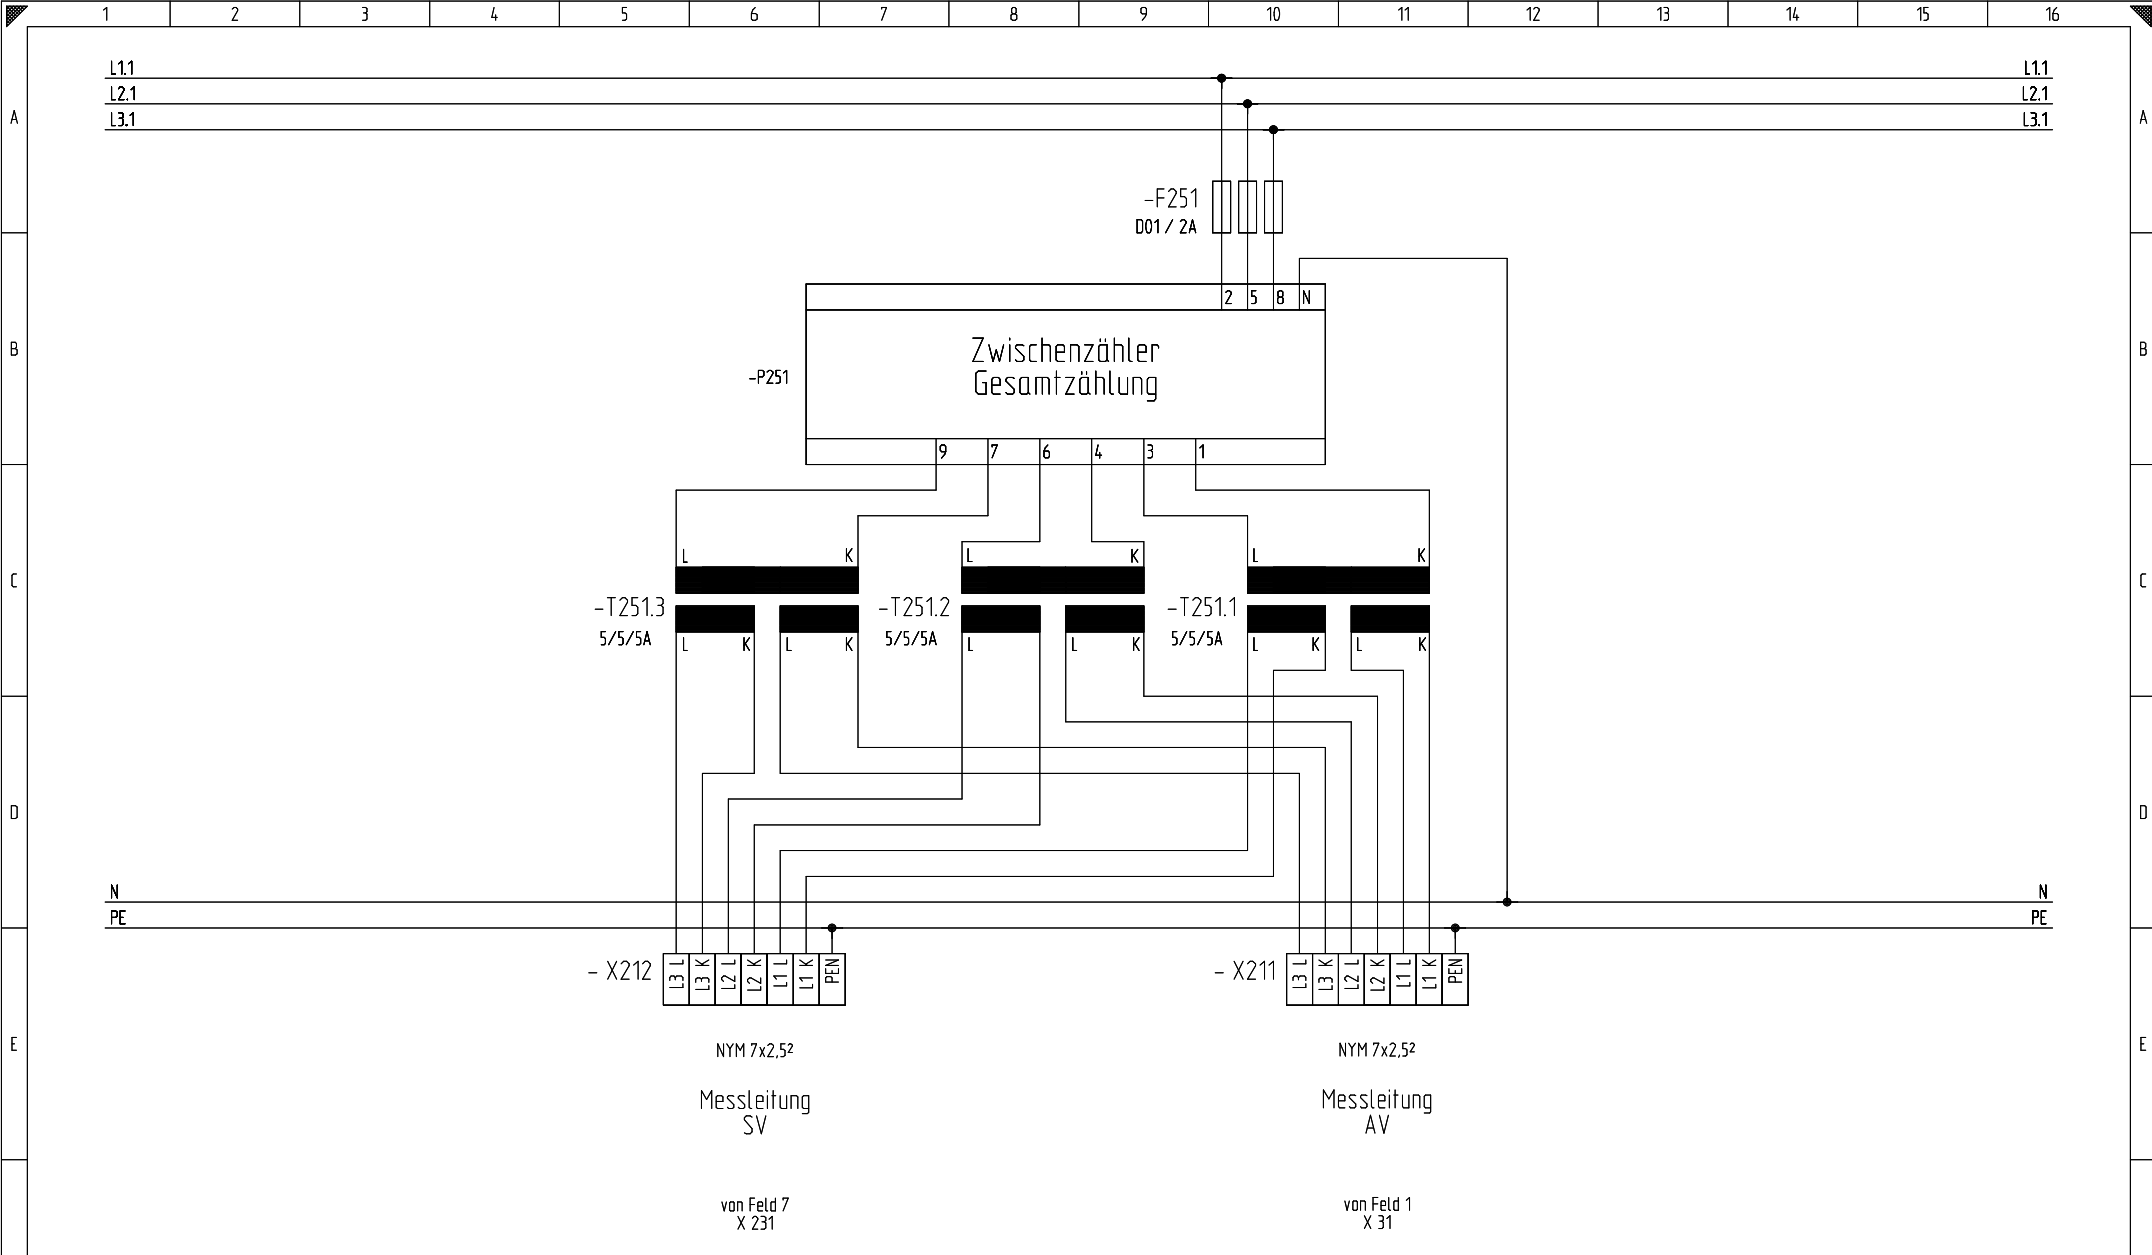 1 2 3 4 5 6 7 8 9 10 11 12 13 14 15 16
L1.1 L1.1
L2.1 L2.1
A L3.1 L3.1 A
-F251
D01 / 2A
2 5 8 N
B Zwischenzähler B
-P251 Gesamtzählung
9 7 6 4 3 1
L K L K L K
C C
-T251.3 -T251.2 -T251.1
5/5/5A 5/5/5A 5/5/5A
L K L K L K L K L K
D D
N N
PE PE
- X212 L3 L L3 K L2 L L2 K L1 L L1 K PEN - X211 L3 L L3 K L2 L L2 K L1 L L1 K PEN
E NYM 7x2,5² NYM 7x2,5² E
Messleitung Messleitung
SV AV
von Feld 7 von Feld 1
X 231 X 31